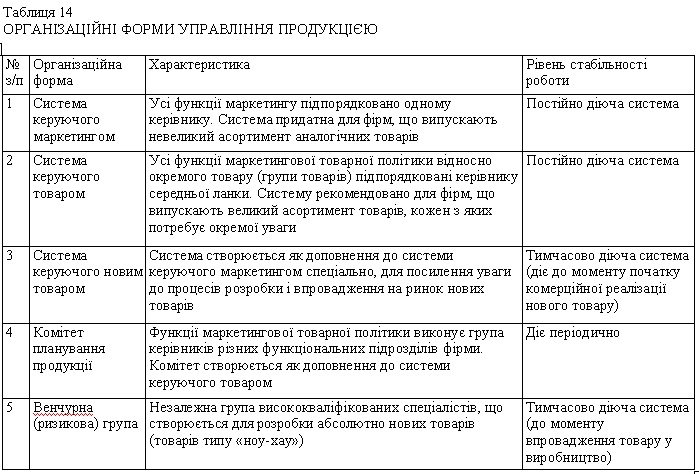 Таблиця 14
ОРГАНІЗАЦІЙНІ ФОРМИ УПРАВЛІННЯ ПРОДУКЦІЄЮ
№ з/п
Організаційна
форма
Характеристика
Рівень стабільності
роботи
1
Система
керуючого
маркетингом
Усі функції маркетингу підпорядковано одному
керівнику. Система придатна для фірм, що випускають
невеликий асортимент аналогічних товарів
Постійно діюча система
2
Система
керуючого
товаром
Усі функції маркетингової товарної політики відносно
окремого товару (групи товарів) підпорядковані керівнику
середньої ланки. Систему рекомендовано для фірм, що
випускають великий асортимент товарів, кожен з яких
потребує окремої уваги
Постійно діюча система
3
Система
керуючого новим
товаром
Система створюється як доповнення до системи
керуючого маркетингом спеціально, для посилення уваги
до процесів розробки і впровадження на ринок нових
товарів
Тимчасово діюча система
(діє до моменту початку
комерційної реалізації
нового товару)
4
Комітет
планування
продукції
Функції маркетингової товарної політики виконує група
керівників різних функціональних підрозділів фірми.
Комітет створюється як доповнення до системи
керуючого товаром
Діє періодично
5
Венчурна
(ризикова) група
Незалежна група висококваліфікованих спеціалістів, що
створюється для розробки абсолютно нових товарів
(товарів типу «ноу-хау»)
Тимчасово діюча система
(до моменту
впровадження товару у
виробництво)